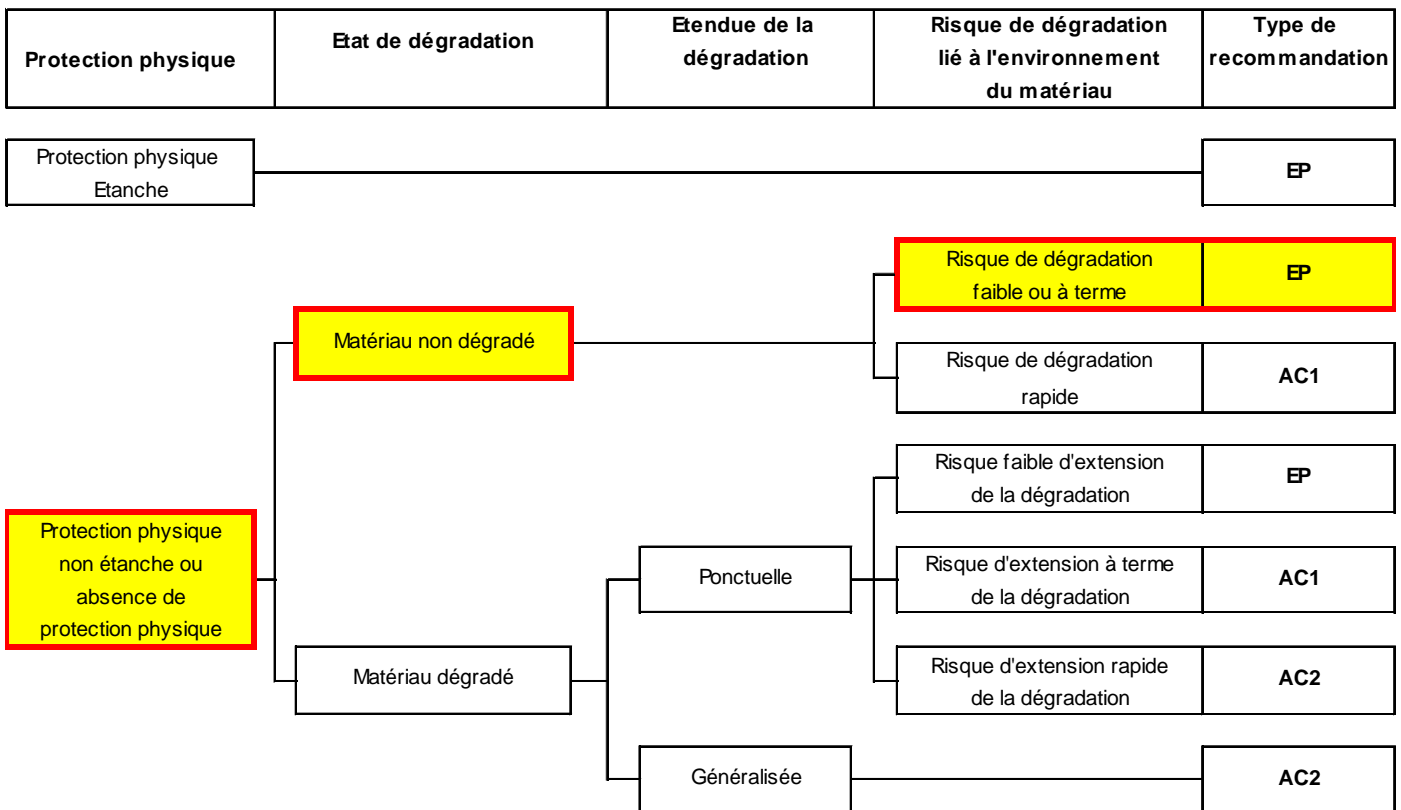 Protection physique
Etat de dégradation
Etendue de la
dégradation
Risque de dégradation
lié à l'environnement
du matériau
Type de
recommandation
Protection physique
Etanche
EP
Risque de dégradation
faible ou à terme
EP
Matériau non dégradé
Risque de dégradation
rapide
AC1
Risque faible d'extension
de la dégradation
EP
Protection physique
non étanche ou
absence de
protection physique
Ponctuelle
Risque d'extension à terme
de la dégradation
AC1
Matériau dégradé
Risque d'extension rapide
de la dégradation
AC2
Généralisée
AC2